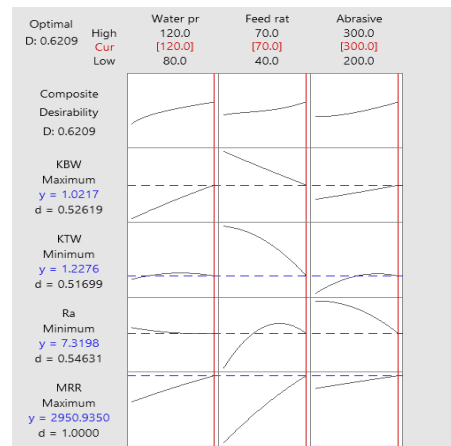 Optimal
D: 0.6209
High
Cur
Low
Water pr
120.0
[120.0]
80.0
Feed rat
70.0
[70.0]
40.0
Abrasive
300.0
[300.0]
200.0
Composite
Desirability
D: 0.6209
KBW
Maximum
y = 1.0217
d = 0.52619
KTW
Minimum
y = 1.2276
d = 0.51699
Ra
Minimum
y = 7.3198
d = 0.54631
MRR
Maximum
y = 2950.9350
d = 1.0000